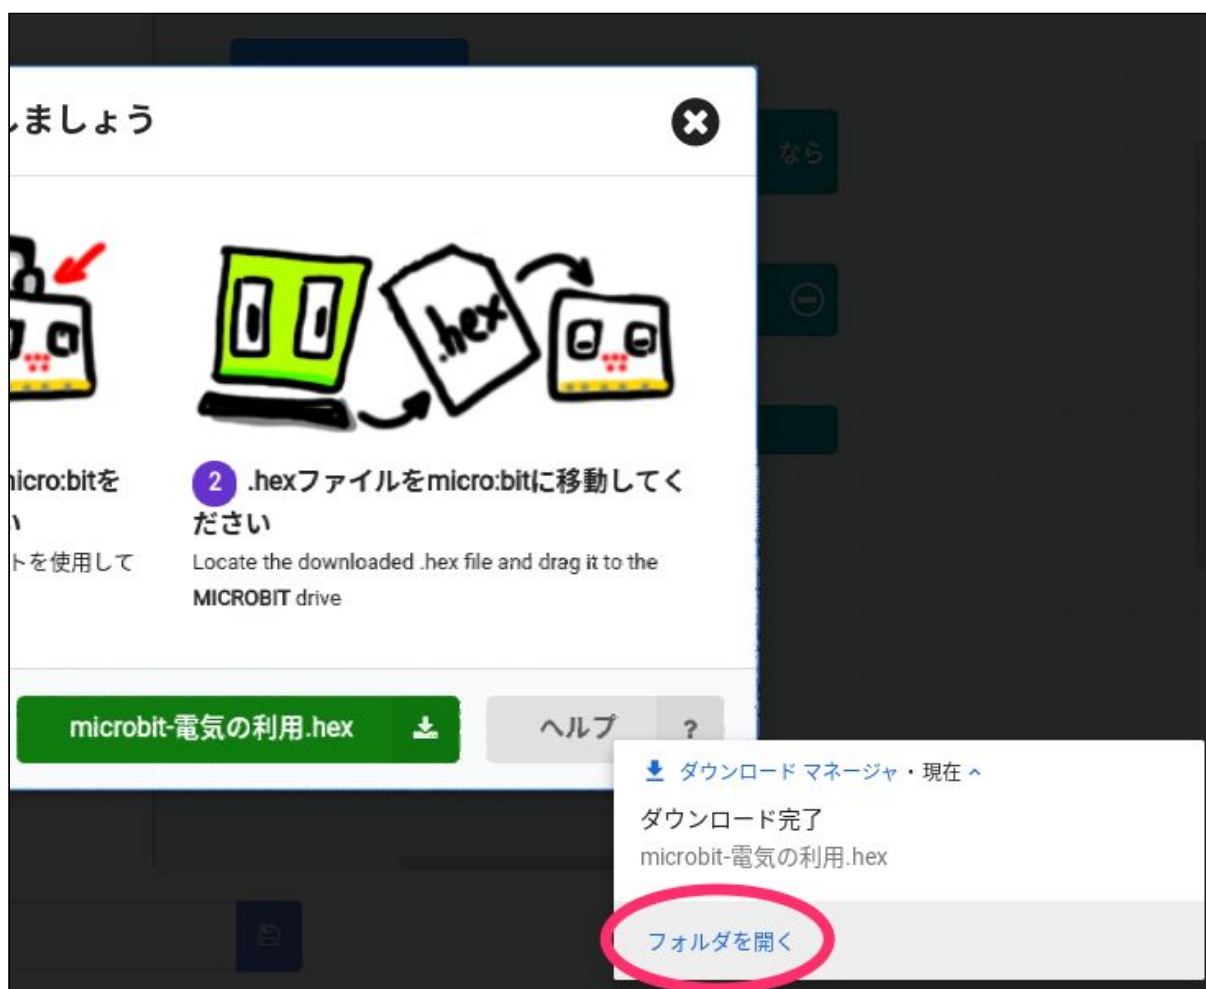 しましょう
なら
.hex
micro:bitを
い
2 .hexファイルをmicro:bitに移動してく
ださい
トを使用して
Locate the downloaded .hex file and drag it to the
MICROBIT drive
microbit-電気の利用.hex
ヘルプ ?
ダウンロード マネージャ・現在
ダウンロード完了
microbit-電気の利用.hex
フォルダを開く